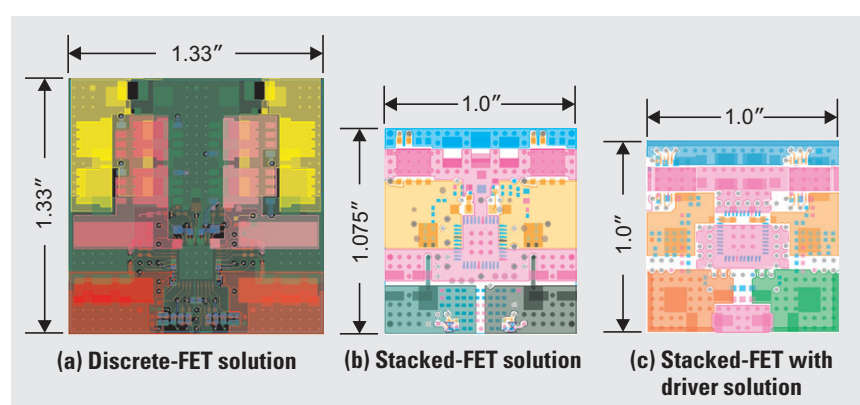 1.33″
1.33″
(a) Discrete-FET solution
1.0″
1.075″
(b) Stacked-FET solution
1.0″
1.0″
(c) Stacked-FET with
driver solution